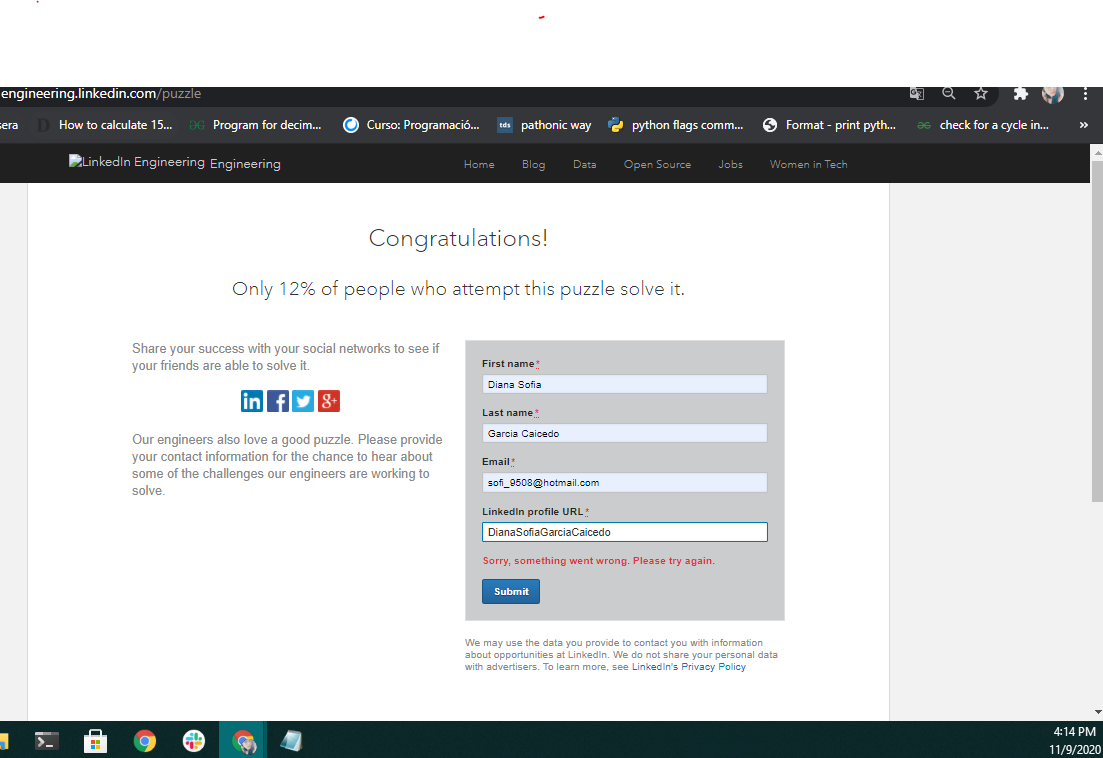 engineering.linkedin.com/puzzle
sera How to calculate 15... Program for decim... Curso: Programació... tds pathonic way python flags comm... Format - print pyth... check for a cycle in... »
LinkedIn Engineering Engineering Home Blog Data Open Source Jobs Women in Tech
Congratulations!
Only 12% of people who attempt this puzzle solve it.
Share your success with your social networks to see if
your friends are able to solve it.
in f g+
Our engineers also love a good puzzle. Please provide
your contact information for the chance to hear about
some of the challenges our engineers are working to
solve.
First name*
Diana Sofia
Last name*
Garcia Caicedo
Email*
sofi_9508@hotmail.com
LinkedIn profile URL*
DianaSofiaGarciaCaicedo
Sorry, something went wrong. Please try again.
Submit
We may use the data you provide to contact you with information
about opportunities at LinkedIn. We do not share your personal data
with advertisers. To learn more, see LinkedIn's Privacy Policy
4:14 PM
11/9/2020